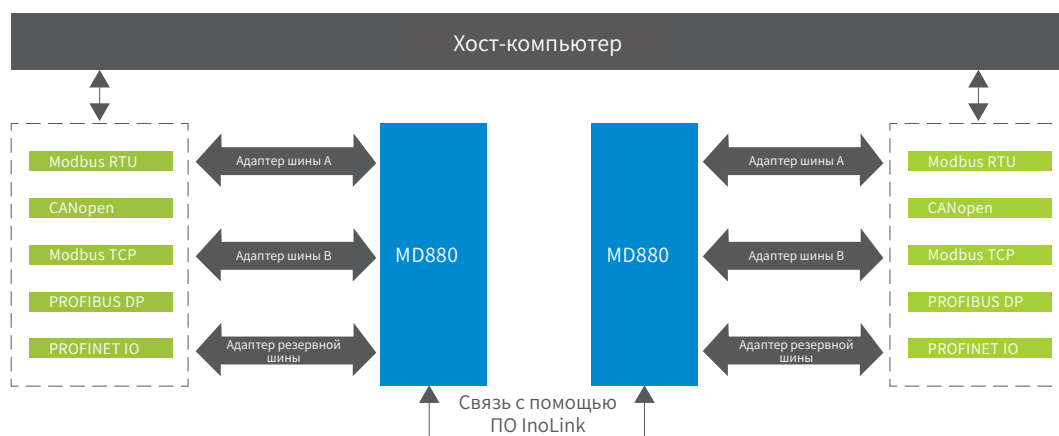 Хост-компьютер
Modbus RTU
CANopen
Modbus TCP
PROFIBUS DP
PROFINET IO
Адаптер шины А
Адаптер шины В
Адаптер резервной
шины
MD880
MD880
Адаптер шины А
Адаптер шины В
Адаптер резервной
шины
Modbus RTU
CANopen
Modbus TCP
PROFIBUS DP
PROFINET IO
Связь с помощью
ПО InoLink